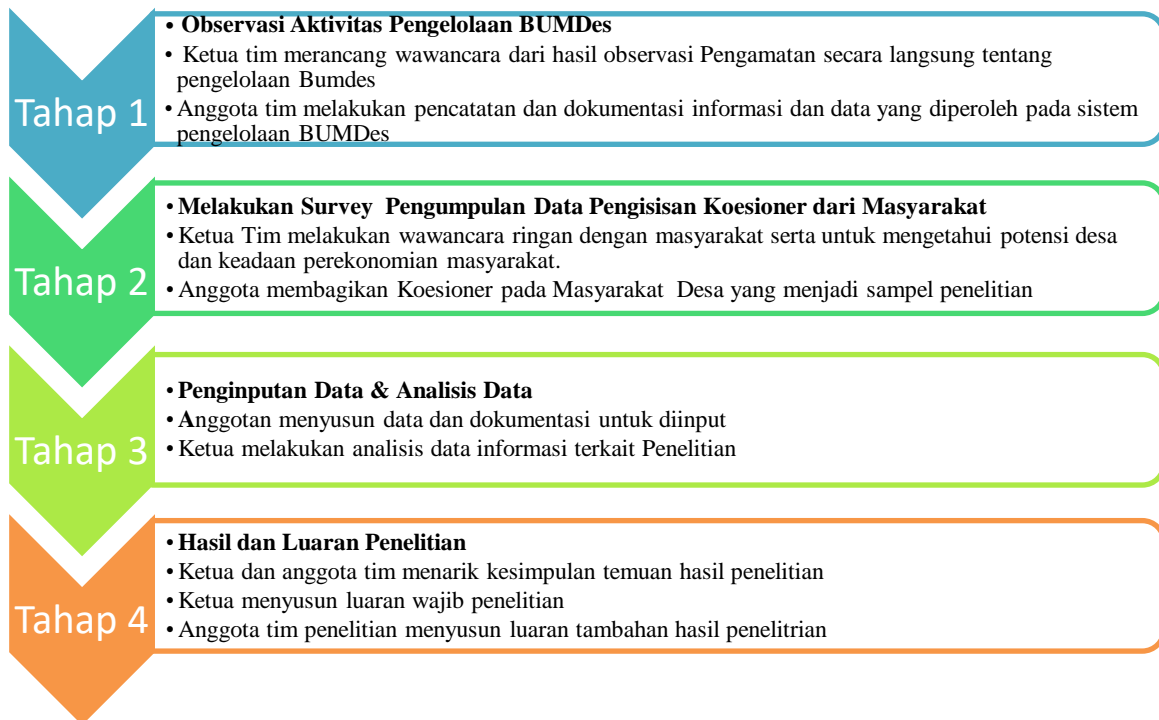 Tahap 1
• Observasi Aktivitas Pengelolaan BUMDes
• Ketua tim merancang wawancara dari hasil observasi Pengamatan secara langsung tentang
pengelolaan Bumdes
• Anggota tim melakukan pencatatan dan dokumentasi informasi dan data yang diperoleh pada sistem
pengelolaan BUMDes
Tahap 2
• Melakukan Survey Pengumpulan Data Pengisisan Koesioner dari Masyarakat
• Ketua Tim melakukan wawancara ringan dengan masyarakat serta untuk mengetahui potensi desa
dan keadaan perekonomian masyarakat.
• Anggota membagikan Koesioner pada Masyarakat Desa yang menjadi sampel penelitian
Tahap 3
• Penginputan Data & Analisis Data
• Anggotan menyusun data dan dokumentasi untuk diinput
• Ketua melakukan analisis data informasi terkait Penelitian
Tahap 4
• Hasil dan Luaran Penelitian
• Ketua dan anggota tim menarik kesimpulan temuan hasil penelitian
• Ketua menyusun luaran wajib penelitian
• Anggota tim penelitian menyusun luaran tambahan hasil penelitrian